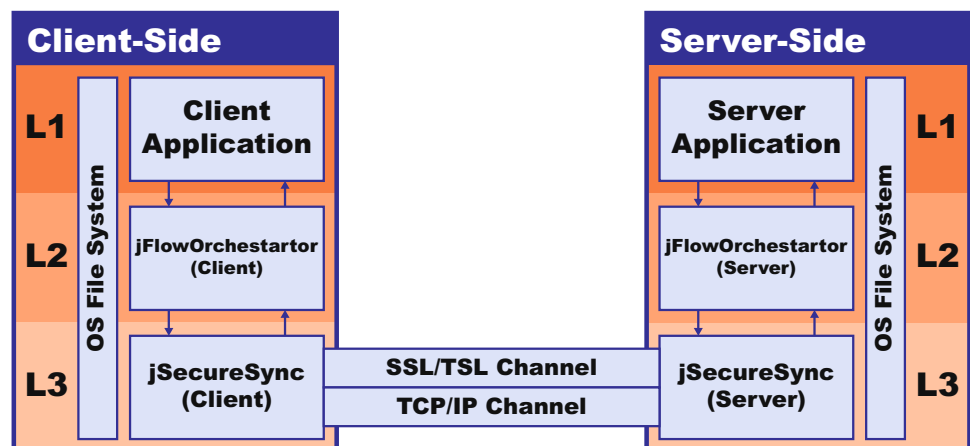 Client-Side
L1
L2
L3
OS File System
Client
Application
jFlowOrchestartor
(Client)
jSecureSync
(Client)
SSL/TSL Channel
TCP/IP Channel
Server-Side
Server
Application
jFlowOrchestartor
(Server)
jSecureSync
(Server)
OS File System
L1
L2
L3